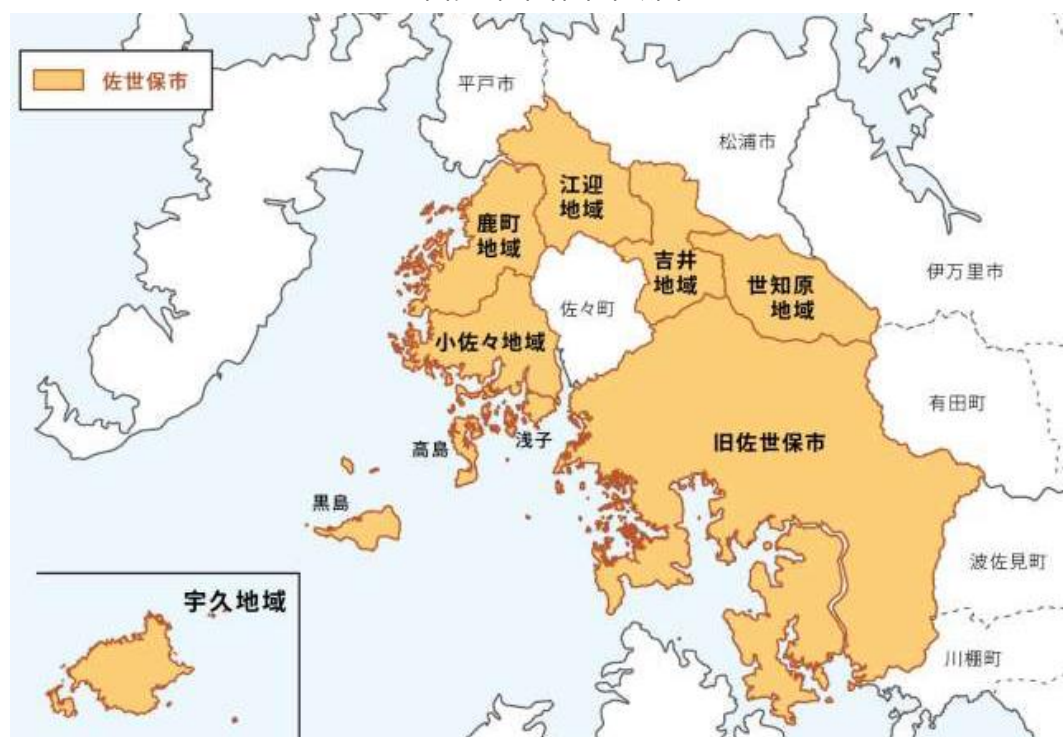 佐世保市
平戸市
松浦市
江迎
地域
鹿町
地域
吉井
地域
世知原
地域
伊万里市
佐々町
小佐々地域
有田町
旧佐世保市
高島
浅子
黒島
波佐見町
宇久地域
川棚町